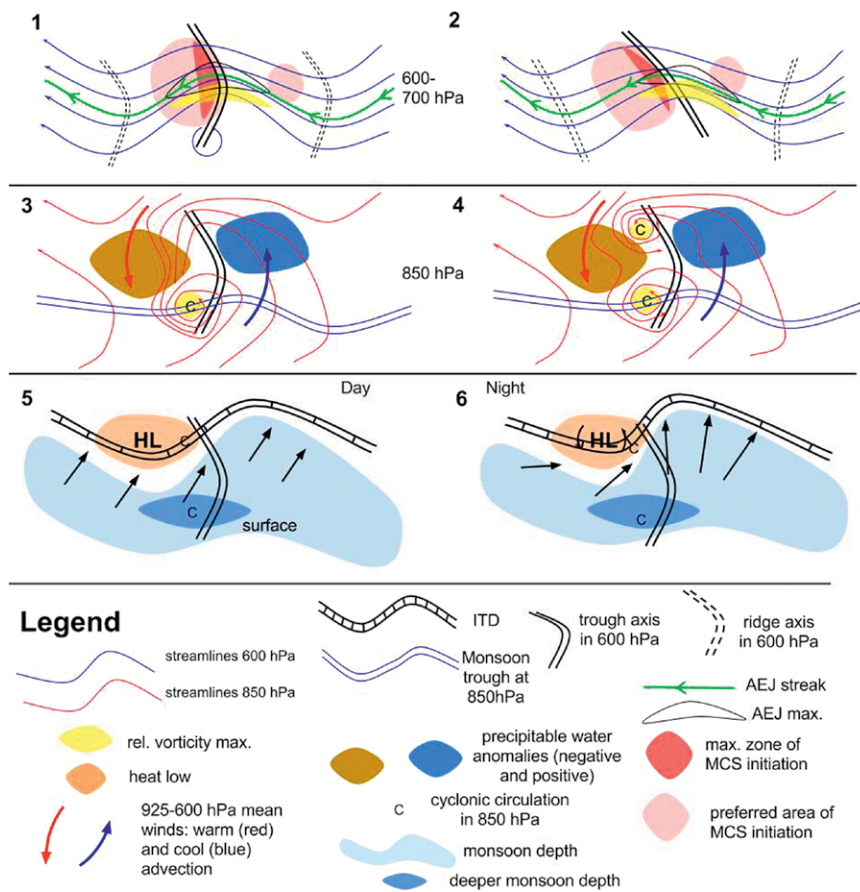 1
2
600-
700 hPa
3
4
C
C
C
850 hPa
5
Day
Night
6
HL
C
C
surface
(HL)
C
C
Legend
streamlines 600 hPa
streamlines 850 hPa
rel. vorticity max.
heat low
925-600 hPa mean
winds: warm (red)
and cool (blue)
advection
ITD
Monsoon
trough at
850hPa
precipitable water
anomalies (negative
and positive)
C
cyclonic circulation
in 850 hPa
monsoon depth
deeper monsoon depth
trough axis
in 600 hPa
ridge axis
in 600 hPa
AEJ streak
AEJ max.
max. zone of
MCS initiation
preferred area of
MCS initiation